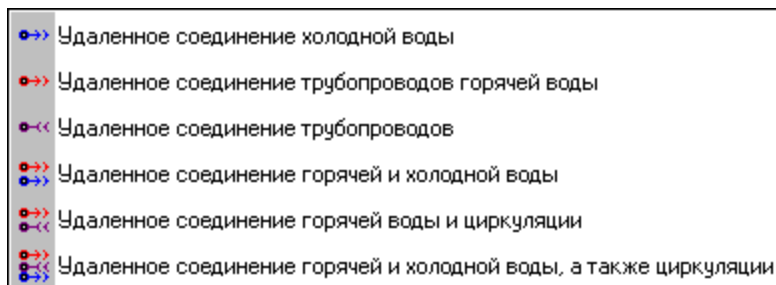 Удаленное соединение холодной воды
Удаленное соединение трубопроводов горячей воды
Удаленное соединение трубопроводов
Удаленное соединение горячей и холодной воды
Удаленное соединение горячей воды и циркуляции
Удаленное соединение горячей и холодной воды, а также циркуляции